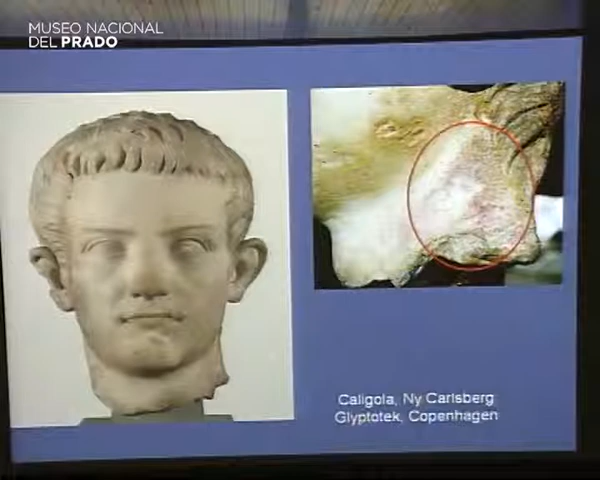 MUSEO NACIONAL
DEL PRADO
Caligola, Ny Carlsberg
Glyptotek, Copenhagen